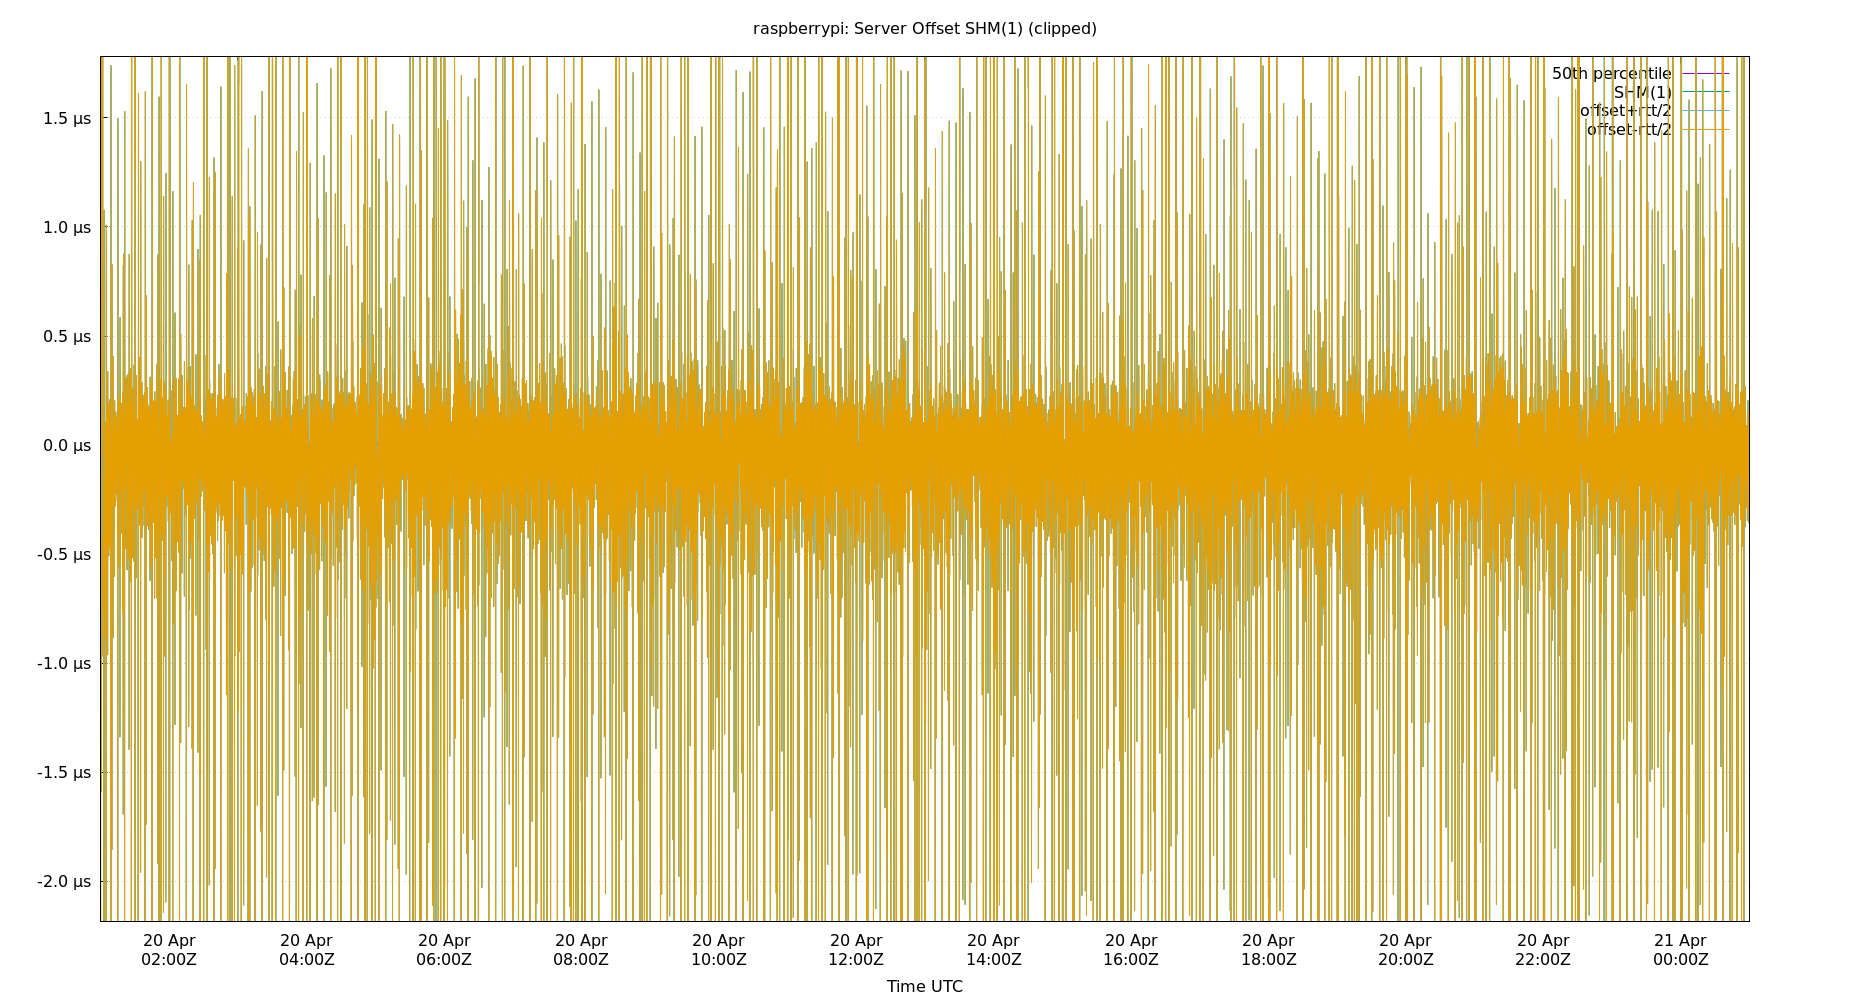 raspberrypi: Server Offset SHM(1) (clipped)
50th percentile
SHM(1)
offset+rtt/2
offset-rtt/2
1.5 µs
1.0 µs
0.5 µs
0.0 µs
-0.5 µs
-1.0 µs
-1.5 µs
-2.0 µs
20 Apr 20 Apr 20 Apr 20 Apr 20 Apr 20 Apr 20 Apr 20 Apr 20 Apr 20 Apr 20 Apr 21 Apr
02:00Z 04:00Z 06:00Z 08:00Z 10:00Z 12:00Z 14:00Z 16:00Z 18:00Z 20:00Z 22:00Z 00:00Z
Time UTC